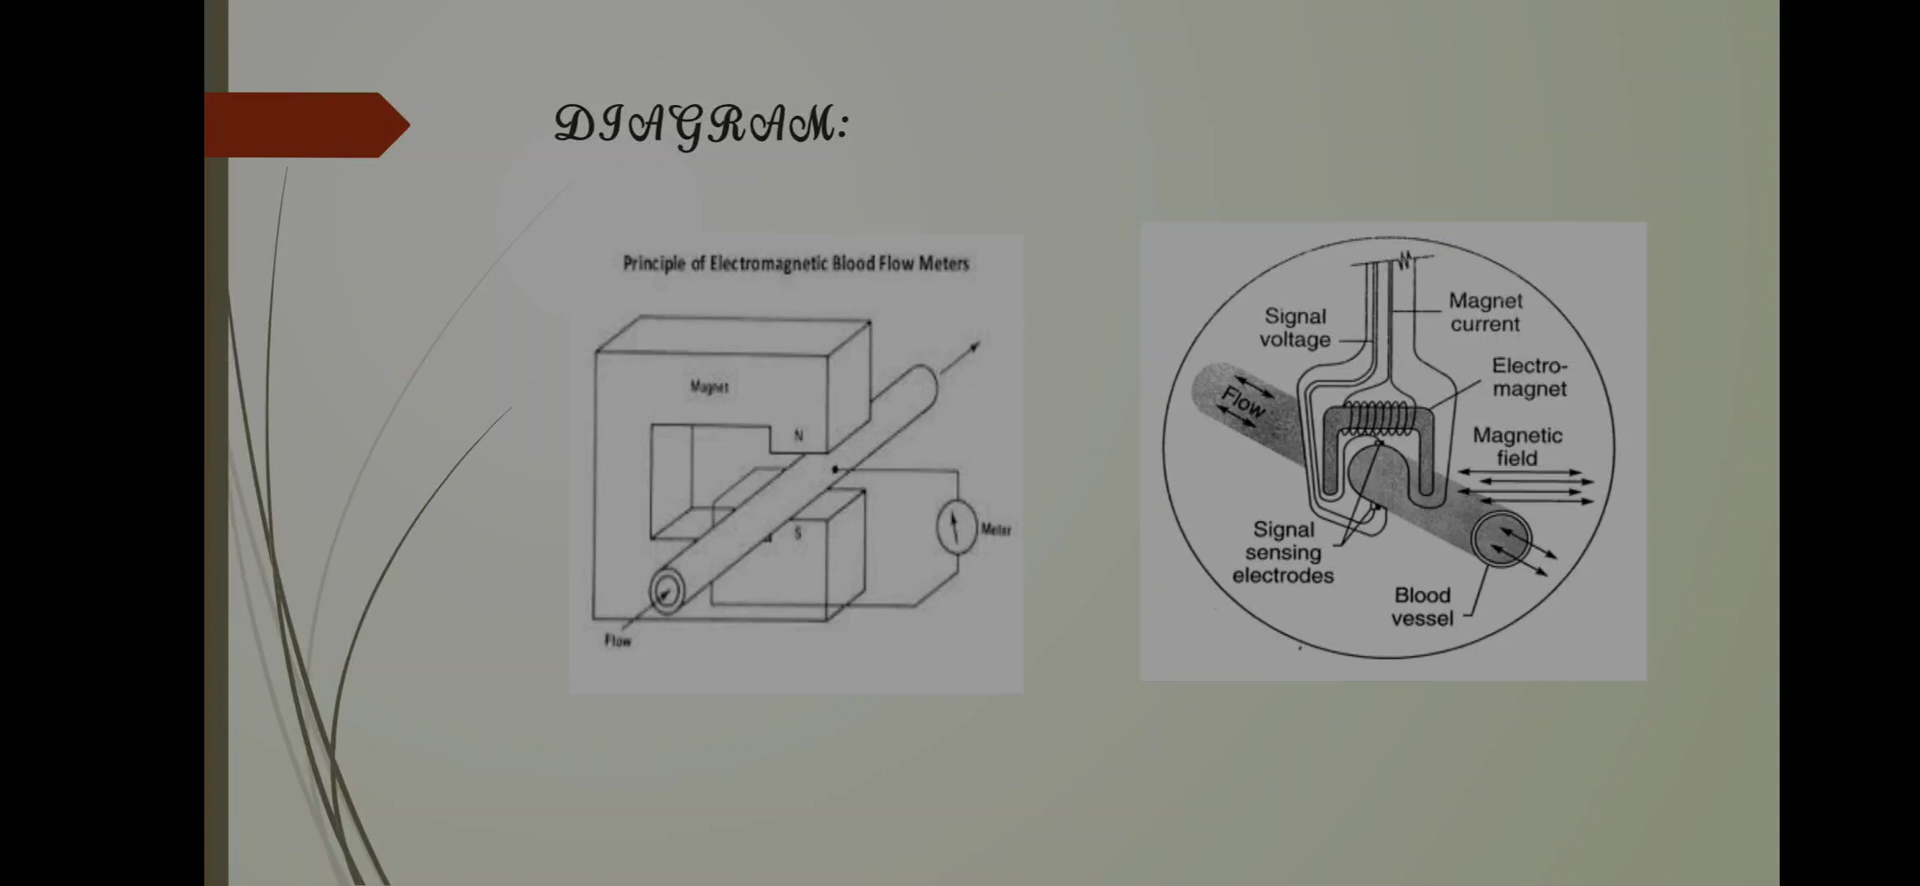 DIAGRAM:
Principle of Electromagnetic Blood Flow Meters
Magnet
N
S
Meter
Flow
Signal
voltage
Magnet
current
Electro-
magnet
Flow
Magnetic
field
Signal
sensing
electrodes
Blood
vessel